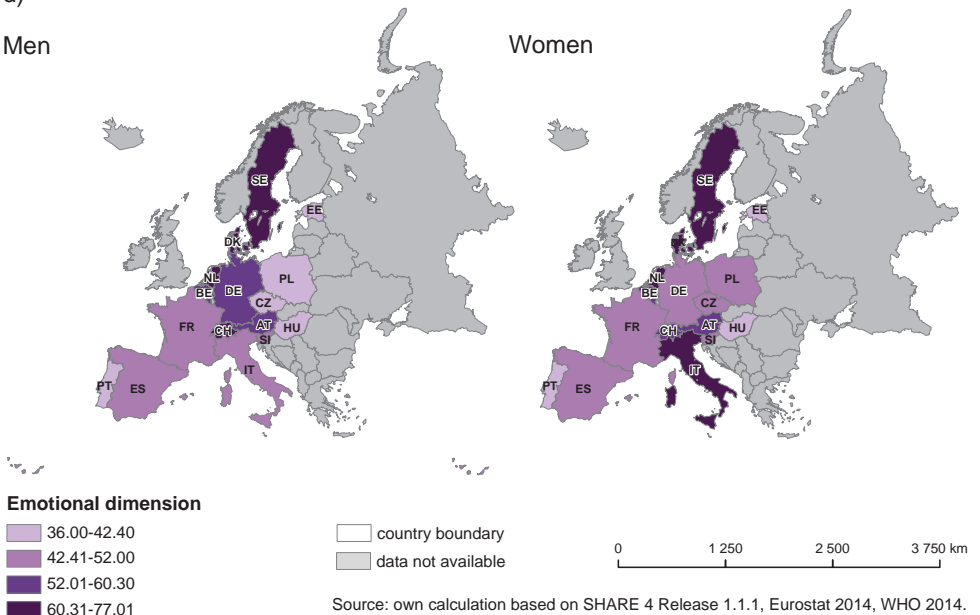 Men
Women
SE
EE
DK
NL
BE
DE
PL
CZ
FR
CH
AT
HU
SI
IT
PT
ES
SE
EE
DK
NL
BE
DE
PL
CZ
FR
CH
AT
HU
SI
IT
PT
ES
Emotional dimension
36.00-42.40
42.41-52.00
52.01-60.30
60.31-77.01
country boundary
data not available
0 1 250 2 500 3 750 km
Source: own calculation based on SHARE 4 Release 1.1.1, Eurostat 2014, WHO 2014.